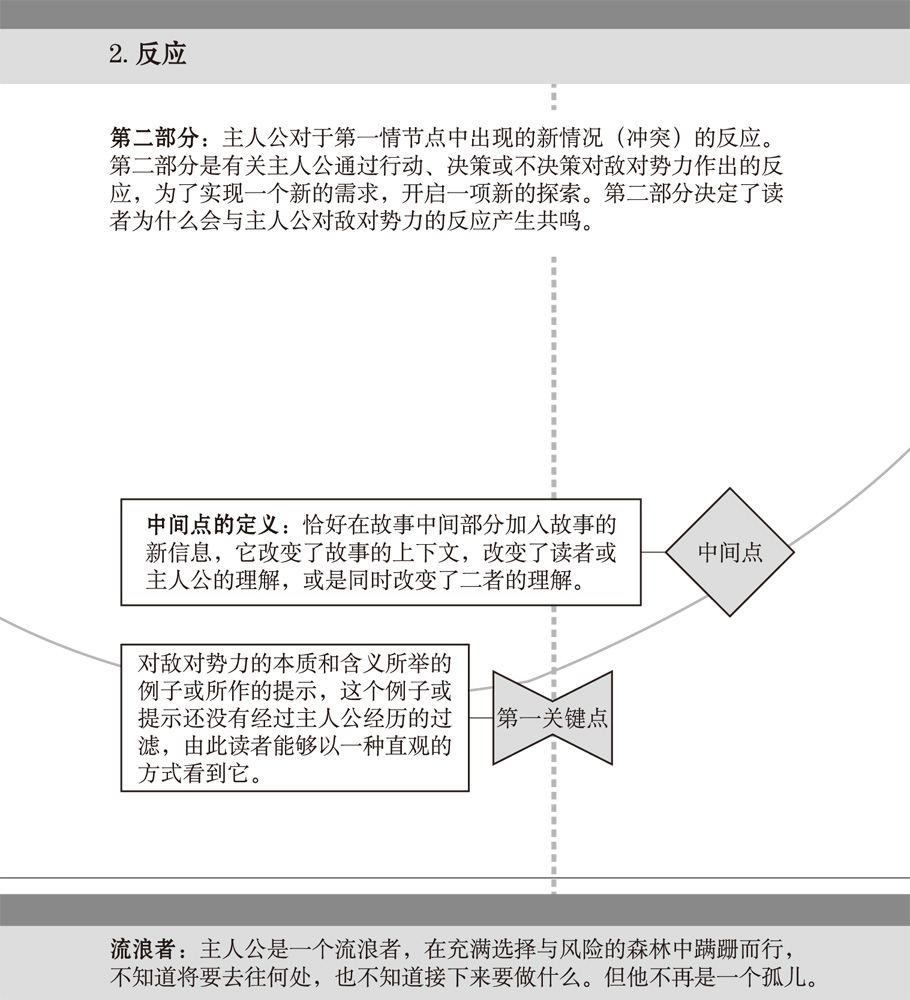 2. 反应
第二部分：主人公对于第一情节点中出现的新情况（冲突）的反应。
第二部分是有关主人公通过行动、决策或不决策对敌对势力作出的反
应，为了实现一个新的需求，开启一项新的探索。第二部分决定了读
者为什么会与主人公对敌对势力的反应产生共鸣。
中间点的定义：恰好在故事中间部分加入故事的
新信息，它改变了故事的上下文，改变了读者或
主人公的理解，或是同时改变了二者的理解。
中间点
对敌对势力的本质和含义所举的
例子或所作的提示，这个例子或
提示还没有经过主人公经历的过
滤，由此读者能够以一种直观的
方式看到它。
第一关键点
流浪者：主人公是一个流浪者，在充满选择与风险的森林中蹒跚而行，
不知道将要去往何处，也不知道接下来要做什么。但他不再是一个孤儿。